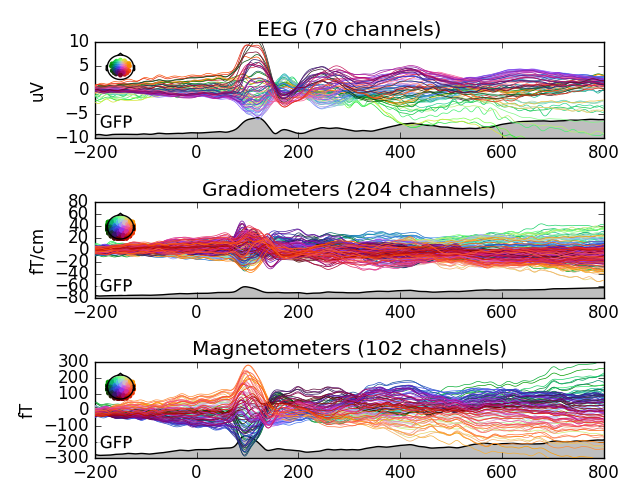 EEG (70 channels)
10
5
0
−5
−10
uV
GFP
−200 0 200 400 600 800
Gradiometers (204 channels)
80
60
40
20
0
−20
−40
−60
−80
fT/cm
GFP
−200 0 200 400 600 800
Magnetometers (102 channels)
300
200
100
0
−100
−200
−300
fT
GFP
−200 0 200 400 600 800